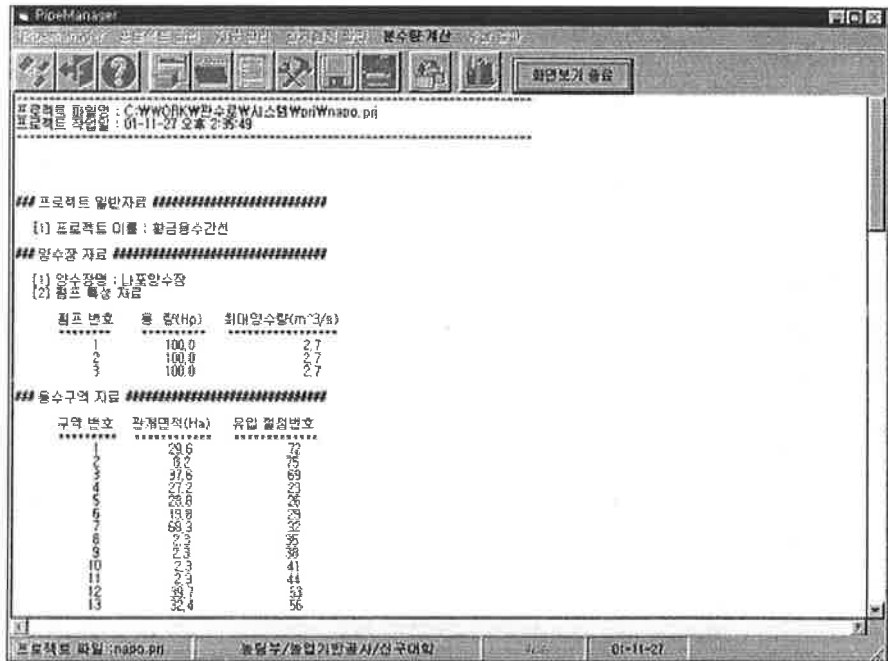 PipeManager
분수량 계산
화면보기 종료
프로젝트 파일명 : C:\WORK\관수로\시스템\prj\napo.prj
프로젝트 작업일 : 01-11-27 오후 2:35:49
### 프로젝트 일반자료 ###########################
[1] 프로젝트 이름 : 황금용수간선
### 양수장 자료 #################################
[1] 양수장명 : 나포양수장
[2] 펌프 특성 자료
펌프 번호 용 량(Hp) 최대양수량(m^3/s)
1 100.0 2.7
2 100.0 2.7
3 100.0 2.7
### 용수구역 자료 ###############################
구역 번호 관개면적(Ha) 유입 절점번호
1 29.6 72
2 75
3 69
4 27.2 23
5 26
6 19.8 29
7 68.3 32
8 2.3 35
9 2.3 38
10 2.3 41
11 2.3 44
12 39.7 53
13 32.4 56
프로젝트 파일 :napo.prj
농림부/농업기반공사/신구대학
01-11-27